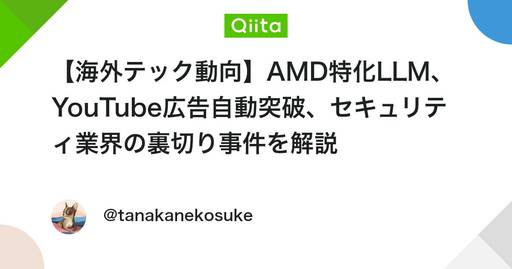 Qiita
【海外テック動向】AMD特化LLM、
YouTube広告自動突破、セキュリテ
ィ業界の裏切り事件を解説
@tanakanekosuke